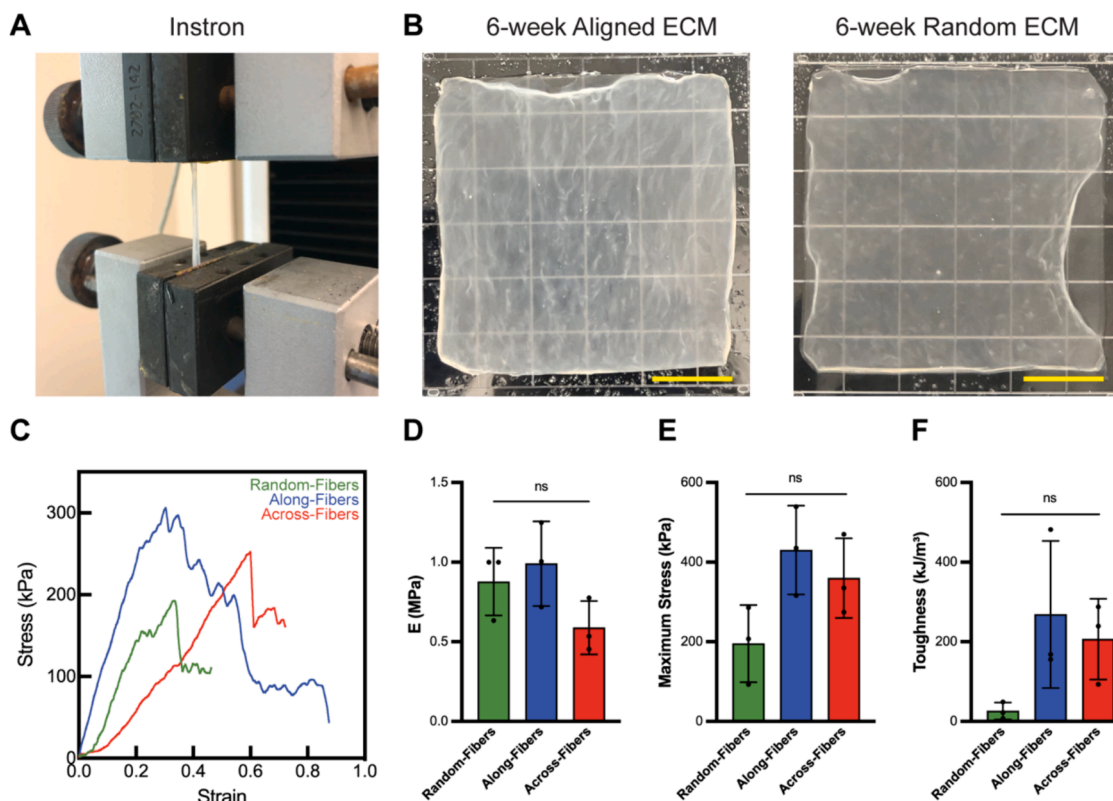 A
Instron
2702-142
B
6-week Aligned ECM
6-week Random ECM
C
Stress (kPa)
300
200
100
0
0.0 0.2 0.4 0.6 0.8 1.0
Strain
Random-Fibers
Along-Fibers
Across-Fibers
D
E (MPa)
1.5
1.0
0.5
0.0
ns
Random-Fibers
Along-Fibers
Across-Fibers
E
Maximum Stress (kPa)
600
400
200
0
ns
Random-Fibers
Along-Fibers
Across-Fibers
F
Toughness (kJ/m³)
600
400
200
0
ns
Random-Fibers
Along-Fibers
Across-Fibers